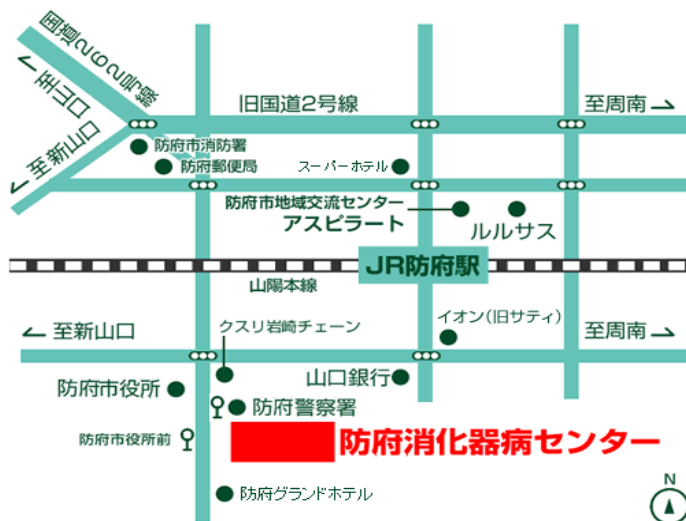 国道262号線
至山口
至新山口
旧国道2号線
至周南
防府市消防署
防府郵便局
スーパーホテル
防府市地域交流センター
アスピラート
ルルサス
JR防府駅
山陽本線
至新山口
クスリ岩崎チェーン
イオン(旧サティ)
至周南
防府市役所
山口銀行
防府警察署
防府市役所前
防府消化器病センター
防府グランドホテル
N